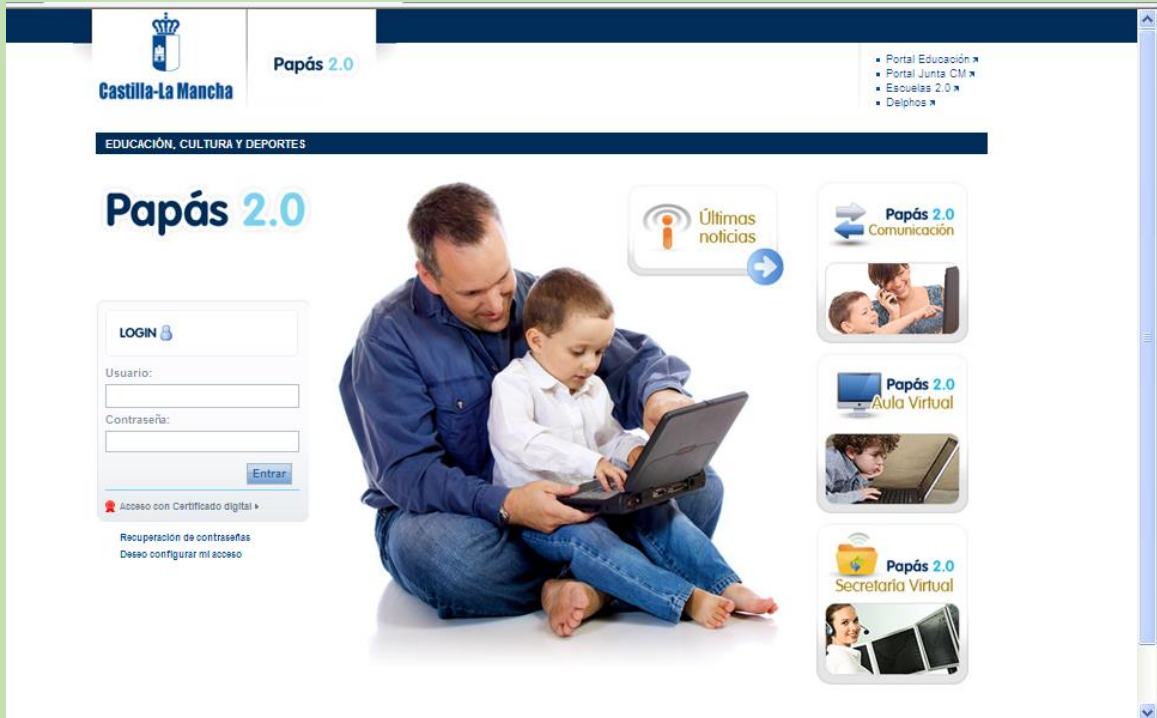 Castilla-La Mancha
Papás 2.0
Portal Educación
Portal Junta CM
Escuelas 2.0
Delphos
EDUCACIÓN, CULTURA Y DEPORTES
Papás 2.0
Últimas
noticias
Papás 2.0
Comunicación
LOGIN
Usuario:
Contraseña:
Entrar
Acceso con Certificado digital
Recuperación de contraseñas
Deseo configurar mi acceso
Papás 2.0
Aula Virtual
Papás 2.0
Secretaría Virtual